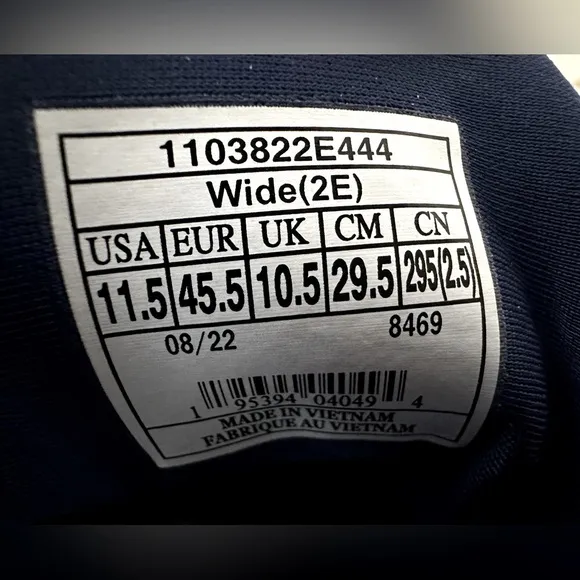 1103822E444
Wide(2E)
USA EUR UK CM CN
11.5 45.5 10.5 29.5 295(2.5)
08/22 8469
1 95394 04049 4
MADE IN VIETNAM
FABRIQUE AU VIETNAM